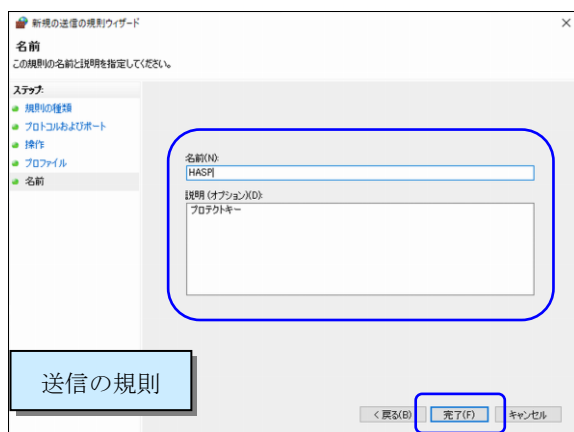 新規の送信の規則ウィザード
名前
この規則の名前と説明を指定してください。
ステップ:
規則の種類
プロトコルおよびポート
操作
プロファイル
名前
名前(N):
HASP
説明 (オプション)(D):
プロテクトキー
送信の規則
< 戻る(B)
完了(F)
キャンセル